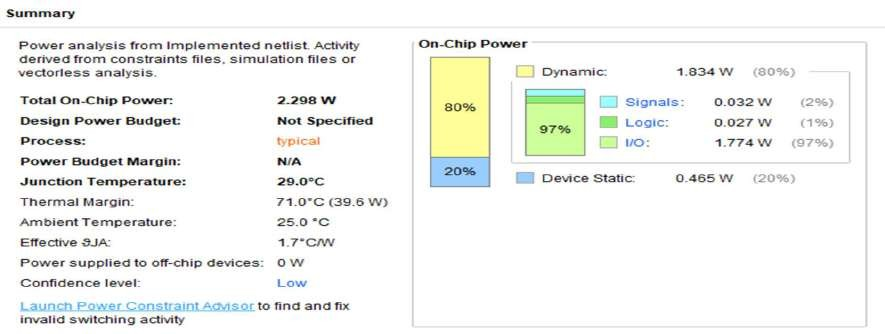 Summary
Power analysis from Implemented netlist. Activity
derived from constraints files, simulation files or
vectorless analysis.
Total On-Chip Power: 2.298 W
Design Power Budget: Not Specified
Process: typical
Power Budget Margin: N/A
Junction Temperature: 29.0°C
Thermal Margin: 71.0°C (39.6 W)
Ambient Temperature: 25.0 °C
Effective ϑJA: 1.7°C/W
Power supplied to off-chip devices: 0 W
Confidence level: Low
Launch Power Constraint Advisor to find and fix
invalid switching activity
On-Chip Power
80%
20%
Dynamic: 1.834 W (80%)
97%
Signals: 0.032 W (2%)
Logic: 0.027 W (1%)
I/O: 1.774 W (97%)
Device Static: 0.465 W (20%)